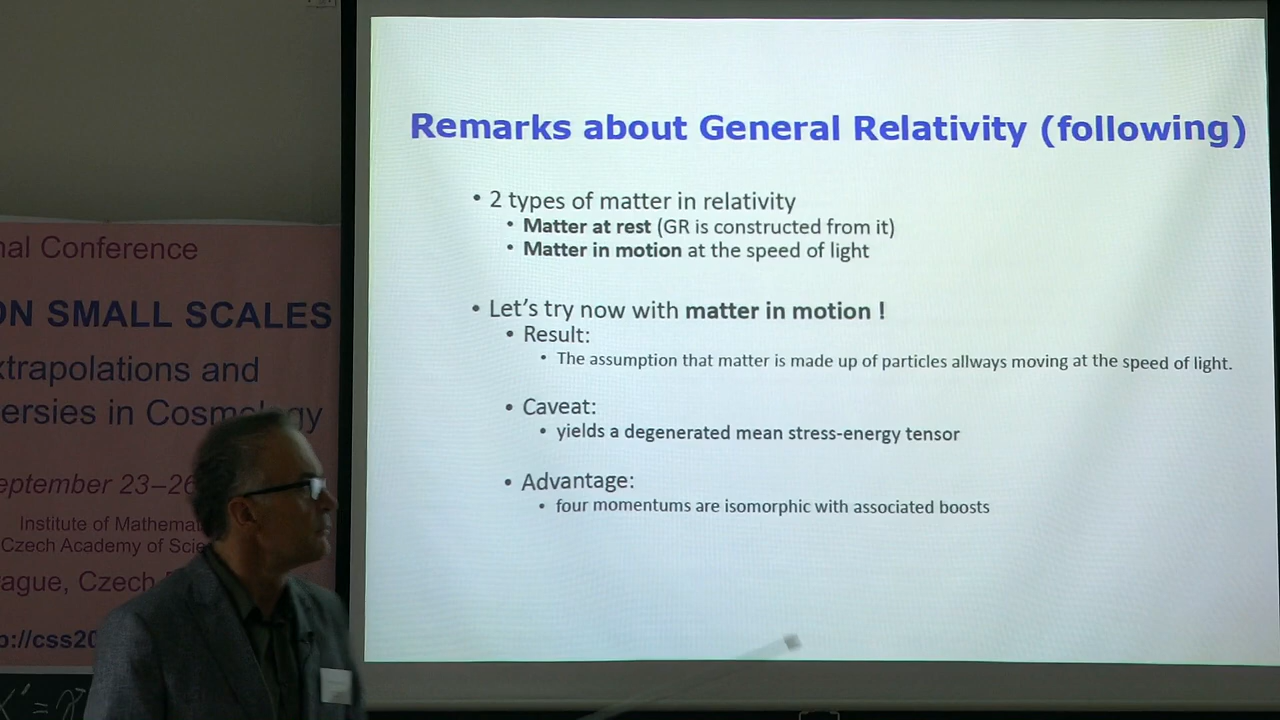 Remarks about General Relativity (following)
• 2 types of matter in relativity
• Matter at rest (GR is constructed from it)
• Matter in motion at the speed of light
• Let's try now with matter in motion !
• Result:
• The assumption that matter is made up of particles allways moving at the speed of light.
• Caveat:
• yields a degenerated mean stress-energy tensor
• Advantage:
• four momentums are isomorphic with associated boosts
nal Conference
ON SMALL SCALES
xtrapolations and
ersies in Cosmology
eptember 23–26
Institute of Mathema
Czech Academy of Scie
ague, Czech
p://css20